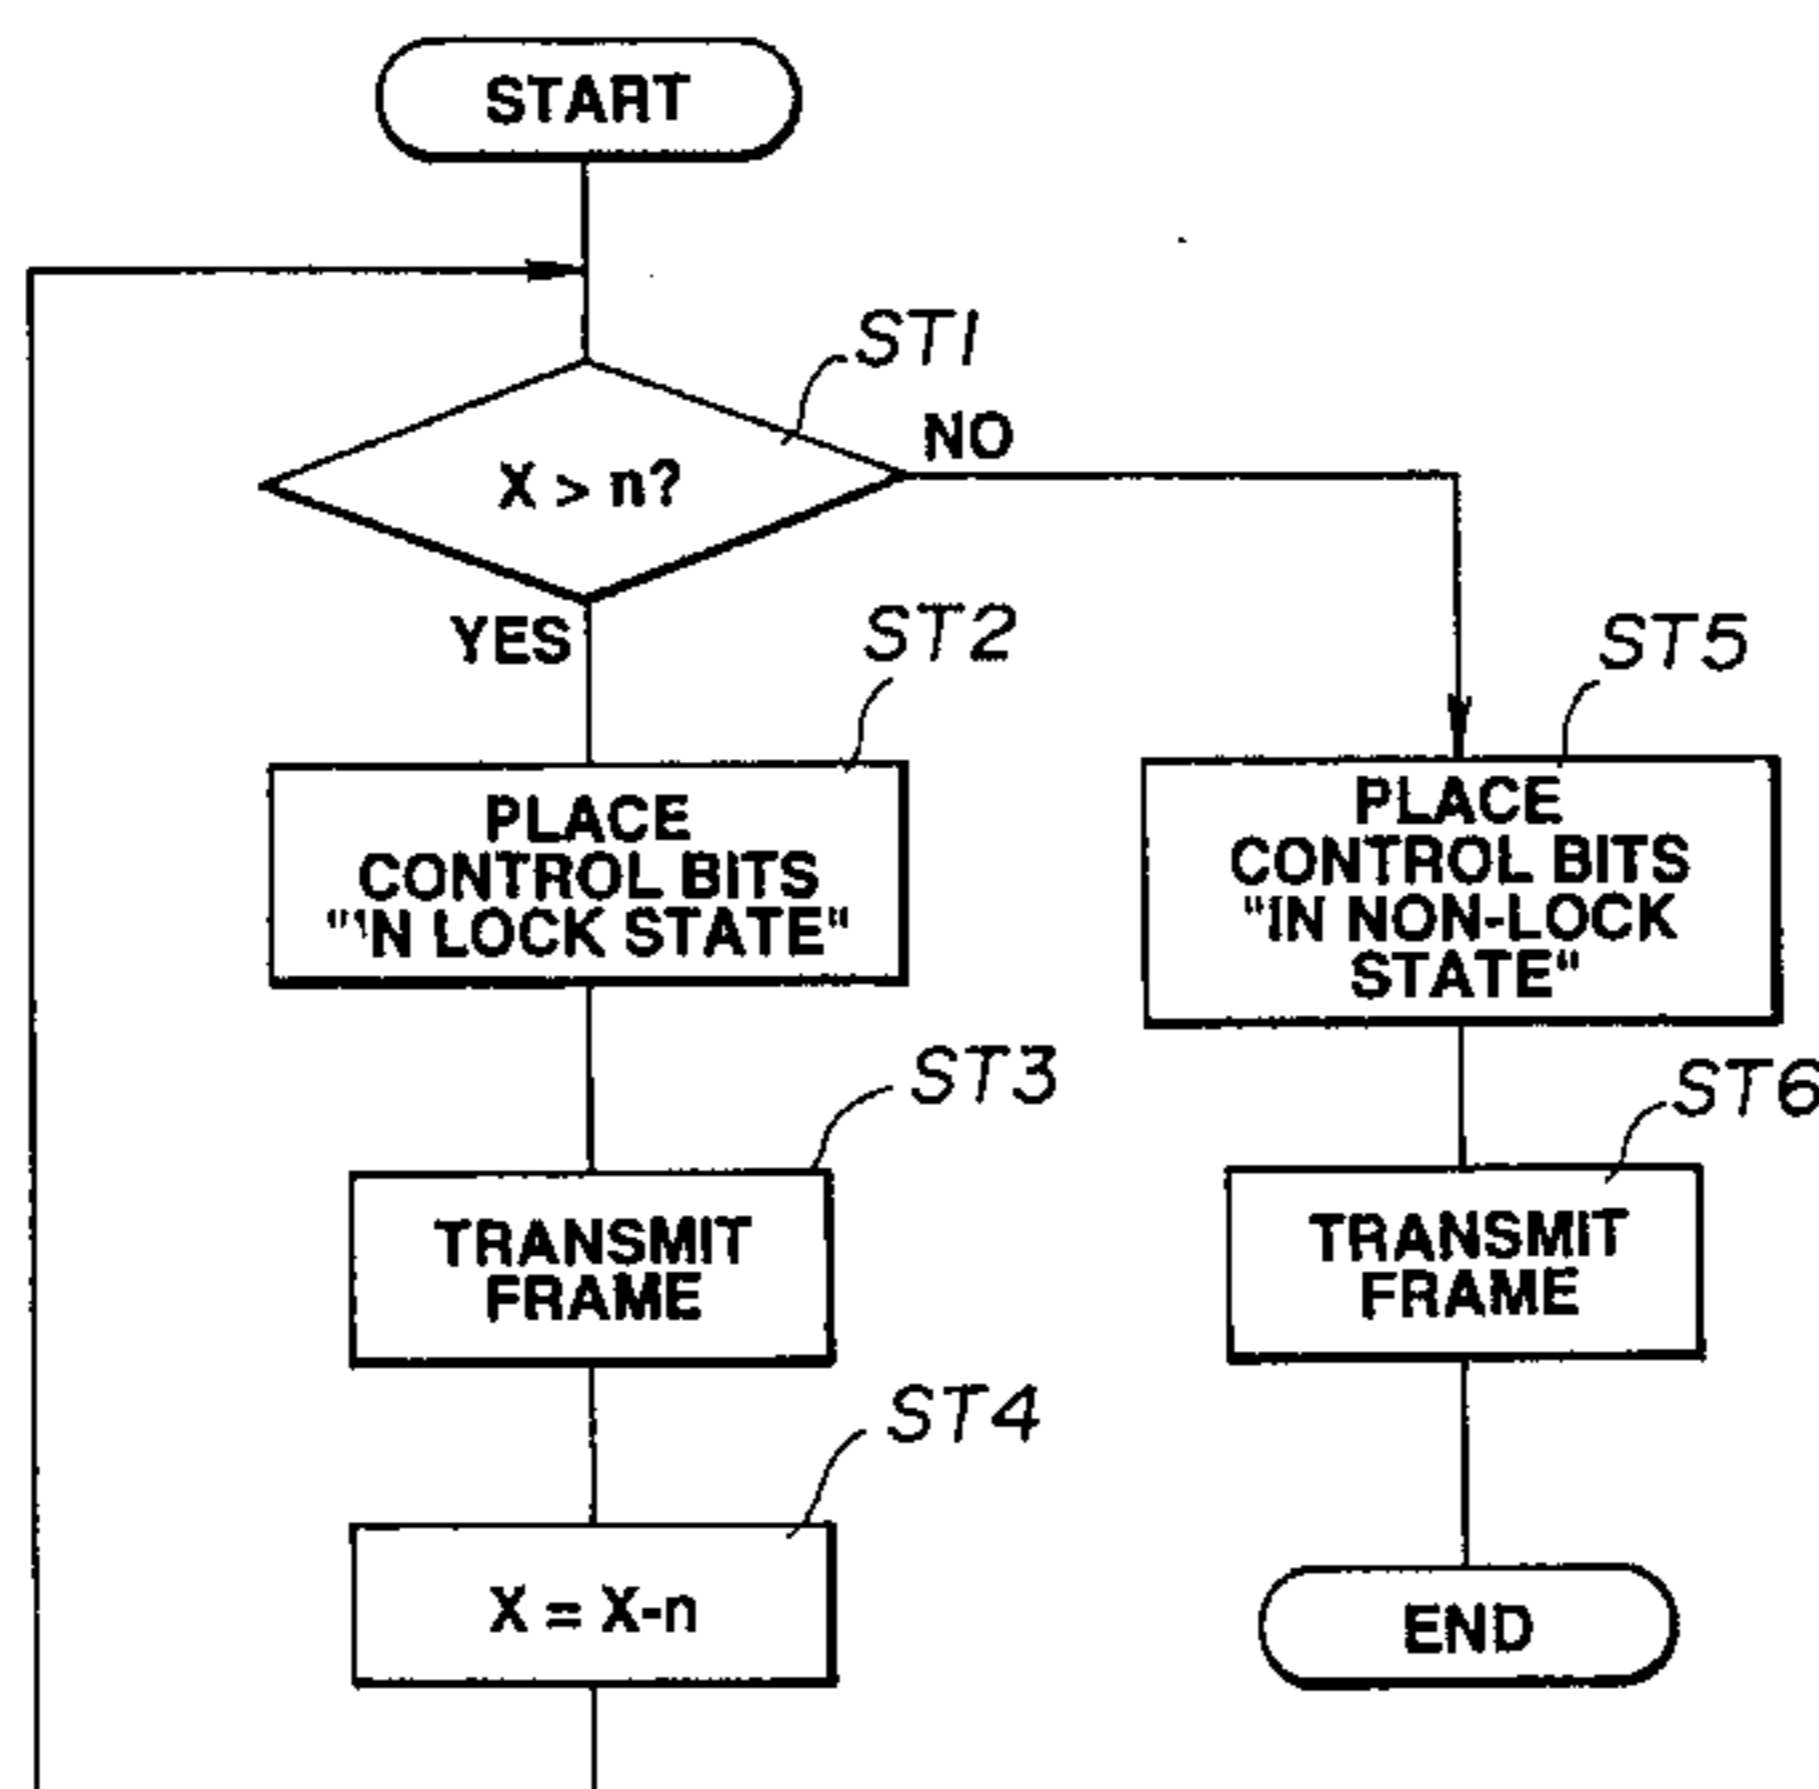 START
ST1
X > n?
NO
YES
ST2
PLACE
CONTROL BITS
"'N LOCK STATE"
ST5
PLACE
CONTROL BITS
"IN NON-LOCK
STATE"
ST3
TRANSMIT
FRAME
ST6
TRANSMIT
FRAME
ST4
X = X-n
END